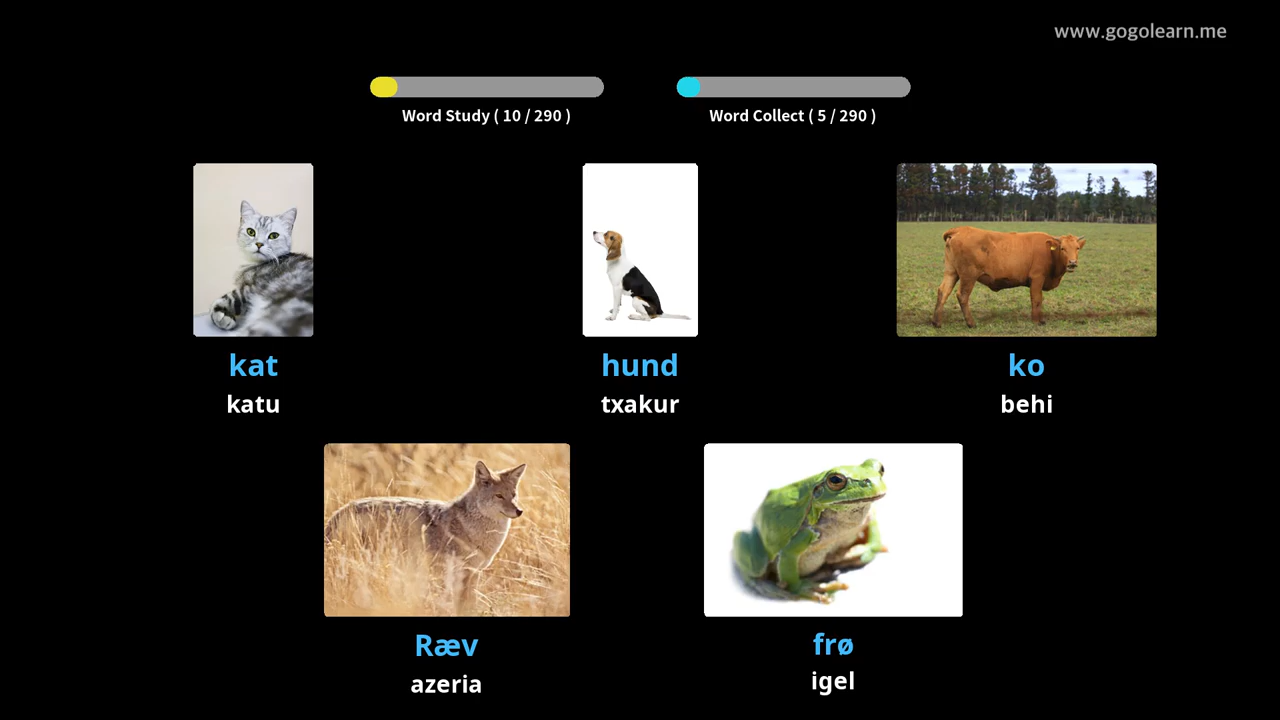 www.gogolearn.me
Word Study ( 10 / 290 )
Word Collect ( 5 / 290 )
kat
katu
hund
txakur
ko
behi
Ræv
azeria
frø
igel